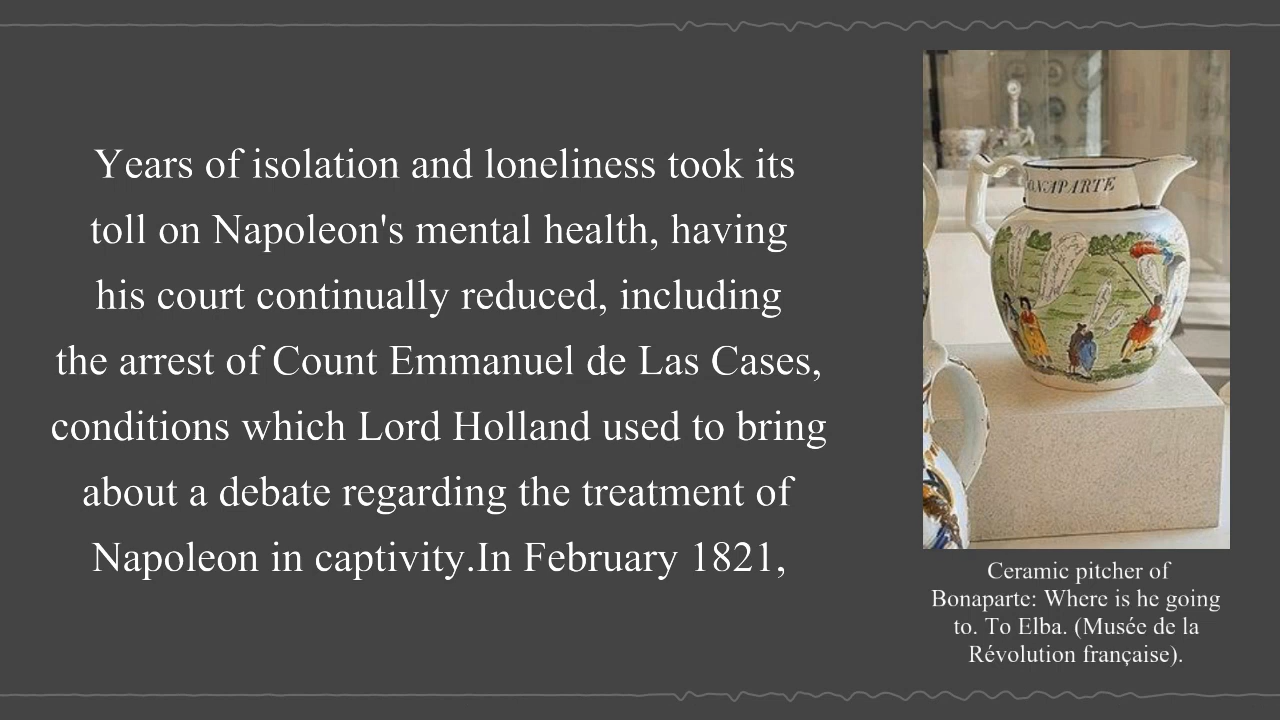 Years of isolation and loneliness took its
toll on Napoleon's mental health, having
his court continually reduced, including
the arrest of Count Emmanuel de Las Cases,
conditions which Lord Holland used to bring
about a debate regarding the treatment of
Napoleon in captivity.In February 1821,
ONAPARTE
Ceramic pitcher of
Bonaparte: Where is he going
to. To Elba. (Musée de la
Révolution française).